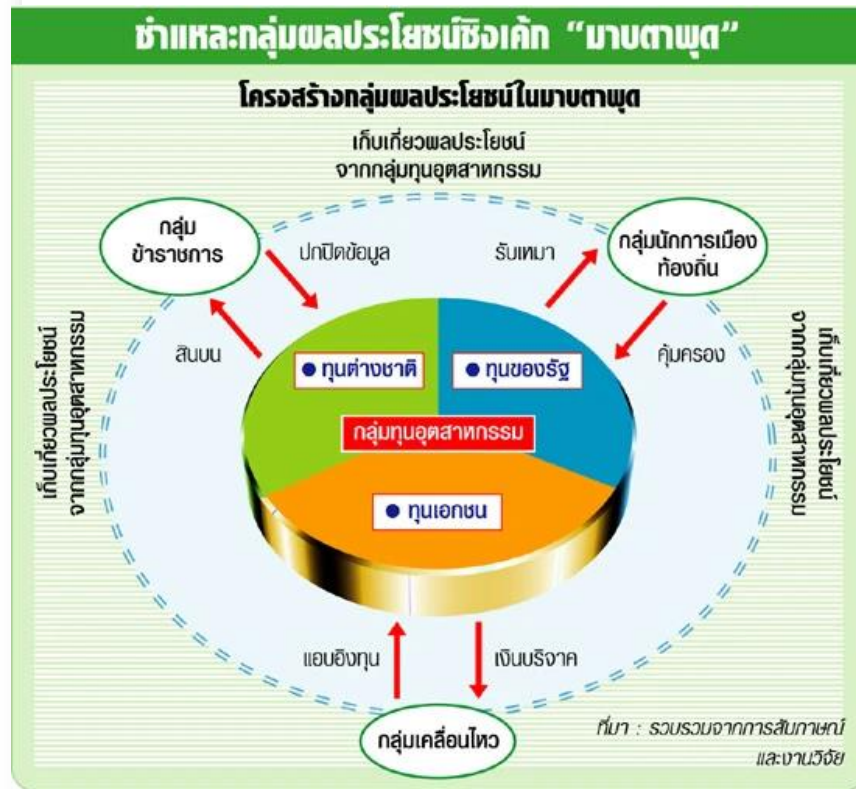 ชำแหละกลุ่มผลประโยชน์ชิงเค้ก “มาบตาพุด”
โครงสร้างกลุ่มผลประโยชน์ในมาบตาพุด
เก็บเกี่ยวผลประโยชน์
จากกลุ่มทุนอุตสาหกรรม
กลุ่ม
ข้าราชการ
ปกปิดข้อมูล
รับเหมา
กลุ่มนักการเมือง
ท้องถิ่น
สินบน
คุ้มครอง
เก็บเกี่ยวผลประโยชน์
จากกลุ่มทุนอุตสาหกรรม
● ทุนต่างชาติ
● ทุนของรัฐ
เก็บเกี่ยวผลประโยชน์
จากกลุ่มทุนอุตสาหกรรม
กลุ่มทุนอุตสาหกรรม
● ทุนเอกชน
แอบอิงทุน
เงินบริจาค
กลุ่มเคลื่อนไหว
ที่มา : รวบรวมจากการสัมภาษณ์
และงานวิจัย